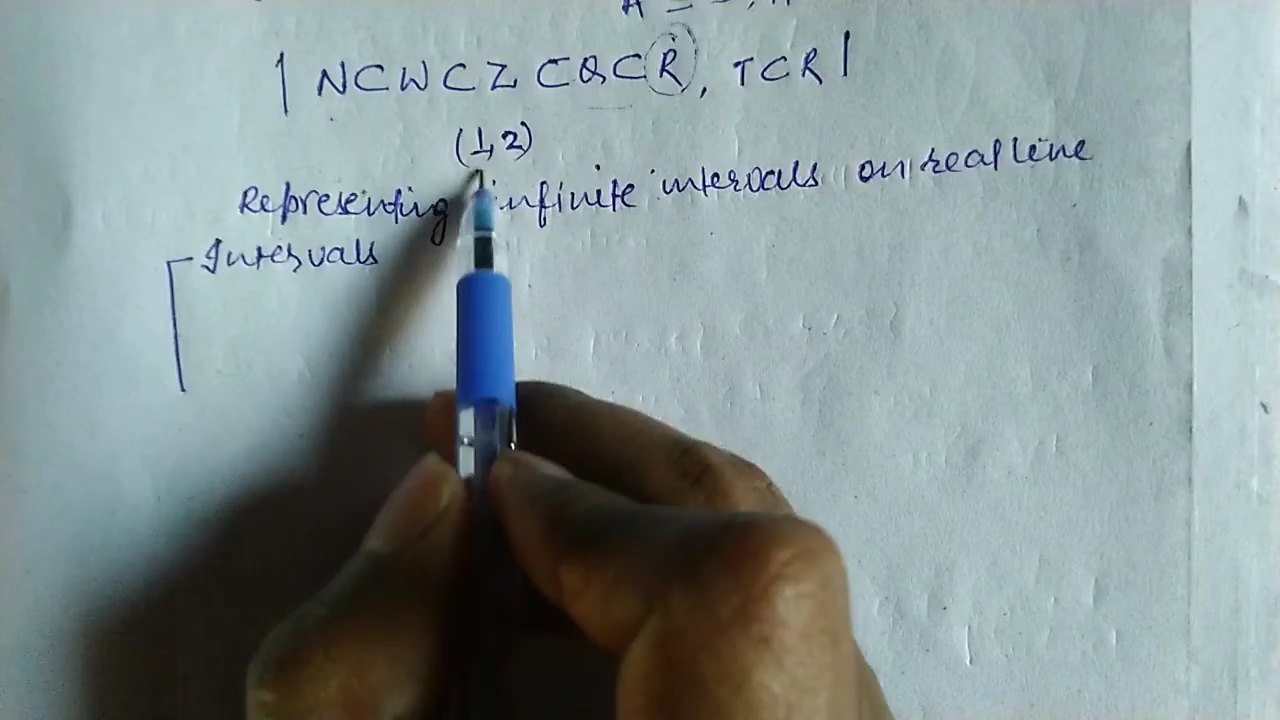 | N⊂W⊂Z⊂Q⊂R, T⊂R |
(1, 2)
Representing infinite intervals on real line
Intervals